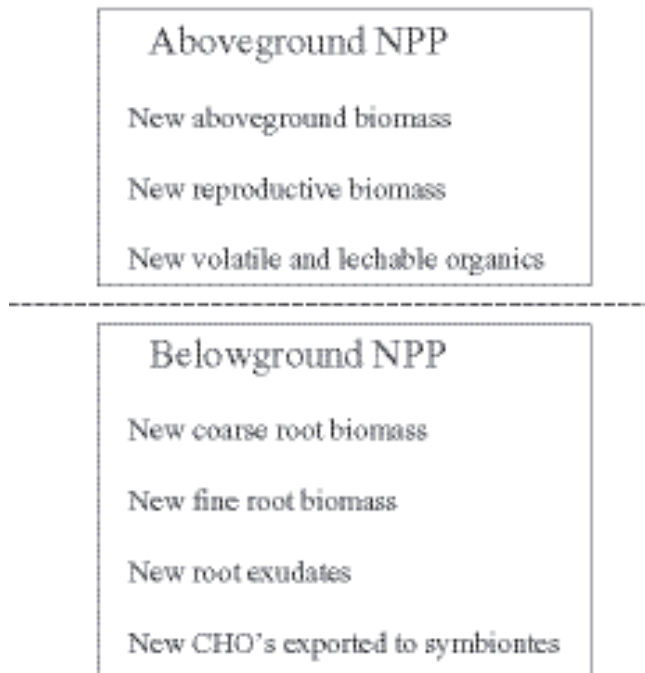 Aboveground NPP
New aboveground biomass
New reproductive biomass
New volatile and lechable organics
Belowground NPP
New coarse root biomass
New fine root biomass
New root exudates
New CHO's exported to symbiontes